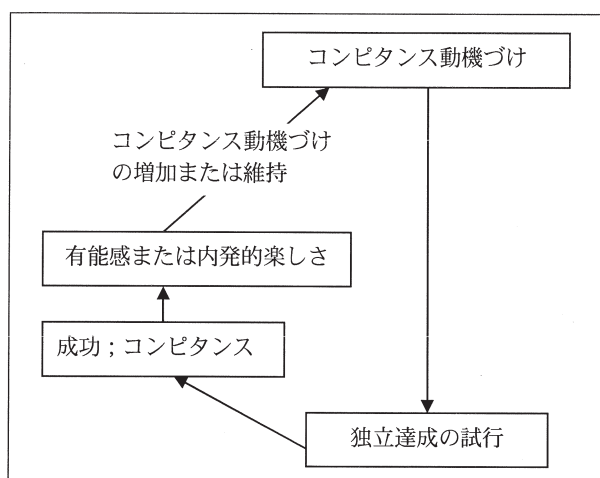 コンピタンス動機づけ
コンピタンス動機づけ
の増加または維持
有能感または内発的楽しさ
成功；コンピタンス
独立達成の試行